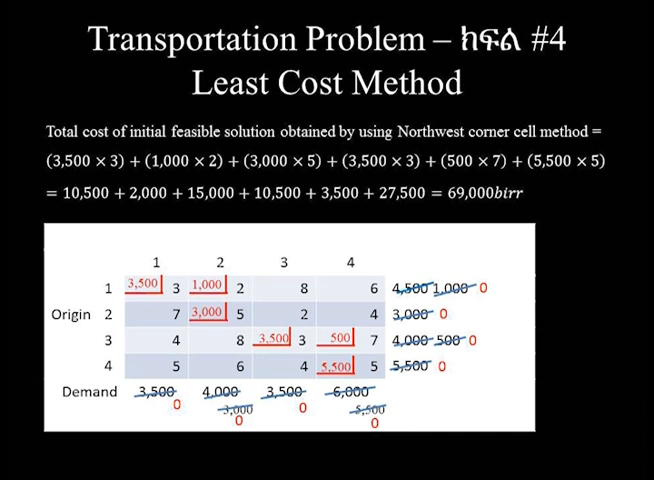 Transportation Problem – ክፍል #4
Least Cost Method
Total cost of initial feasible solution obtained by using Northwest corner cell method =
(3,500 × 3) + (1,000 × 2) + (3,000 × 5) + (3,500 × 3) + (500 × 7) + (5,500 × 5)
= 10,500 + 2,000 + 15,000 + 10,500 + 3,500 + 27,500 = 69,000birr
1 2 3 4
1 3,500 3 1,000 2 8 6 4,500 1,000 0
Origin 2 7 3,000 5 2 4 3,000 0
3 4 8 3,500 3 500 7 4,000 500 0
4 5 6 4 5,500 5 5,500 0
Demand 3,500 4,000 3,500 6,000
0 3,000 0 5,500
0 0